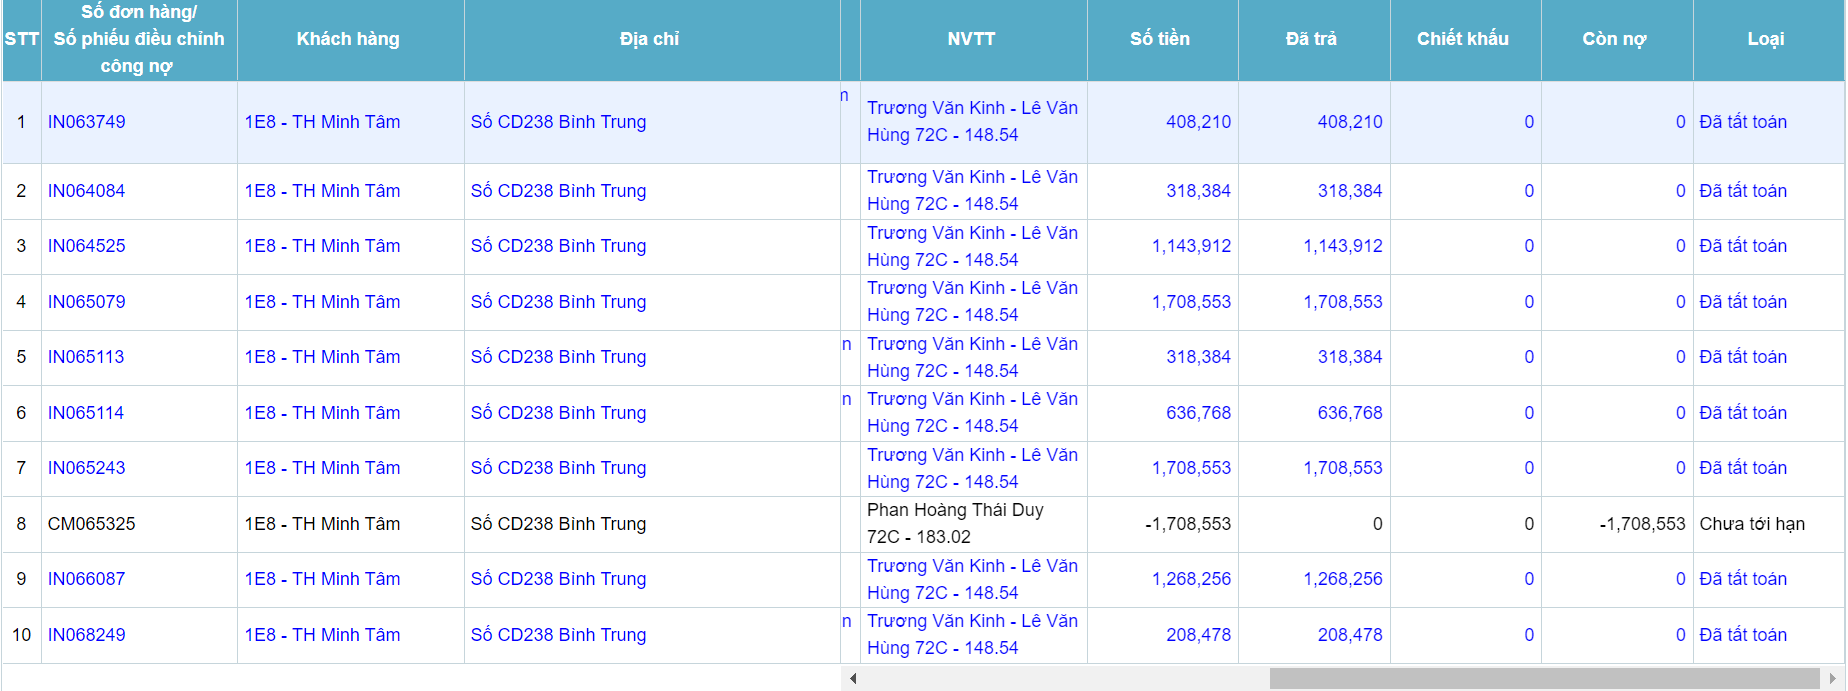 STT
Số đơn hàng/
Số phiếu điều chỉnh
công nợ
Khách hàng
Địa chỉ
NVTT
Số tiền
Đã trả
Chiết khấu
Còn nợ
Loại
1 IN063749 1E8 - TH Minh Tâm Số CD238 Bình Trung Trương Văn Kinh - Lê Văn
Hùng 72C - 148.54 408,210 408,210 0 0 Đã tất toán
2 IN064084 1E8 - TH Minh Tâm Số CD238 Bình Trung Trương Văn Kinh - Lê Văn
Hùng 72C - 148.54 318,384 318,384 0 0 Đã tất toán
3 IN064525 1E8 - TH Minh Tâm Số CD238 Bình Trung Trương Văn Kinh - Lê Văn
Hùng 72C - 148.54 1,143,912 1,143,912 0 0 Đã tất toán
4 IN065079 1E8 - TH Minh Tâm Số CD238 Bình Trung Trương Văn Kinh - Lê Văn
Hùng 72C - 148.54 1,708,553 1,708,553 0 0 Đã tất toán
5 IN065113 1E8 - TH Minh Tâm Số CD238 Bình Trung n Trương Văn Kinh - Lê Văn
Hùng 72C - 148.54 318,384 318,384 0 0 Đã tất toán
6 IN065114 1E8 - TH Minh Tâm Số CD238 Bình Trung n Trương Văn Kinh - Lê Văn
Hùng 72C - 148.54 636,768 636,768 0 0 Đã tất toán
7 IN065243 1E8 - TH Minh Tâm Số CD238 Bình Trung Trương Văn Kinh - Lê Văn
Hùng 72C - 148.54 1,708,553 1,708,553 0 0 Đã tất toán
8 CM065325 1E8 - TH Minh Tâm Số CD238 Bình Trung Phan Hoàng Thái Duy
72C - 183.02 -1,708,553 0 0 -1,708,553 Chưa tới hạn
9 IN066087 1E8 - TH Minh Tâm Số CD238 Bình Trung Trương Văn Kinh - Lê Văn
Hùng 72C - 148.54 1,268,256 1,268,256 0 0 Đã tất toán
10 IN068249 1E8 - TH Minh Tâm Số CD238 Bình Trung n Trương Văn Kinh - Lê Văn
Hùng 72C - 148.54 208,478 208,478 0 0 Đã tất toán